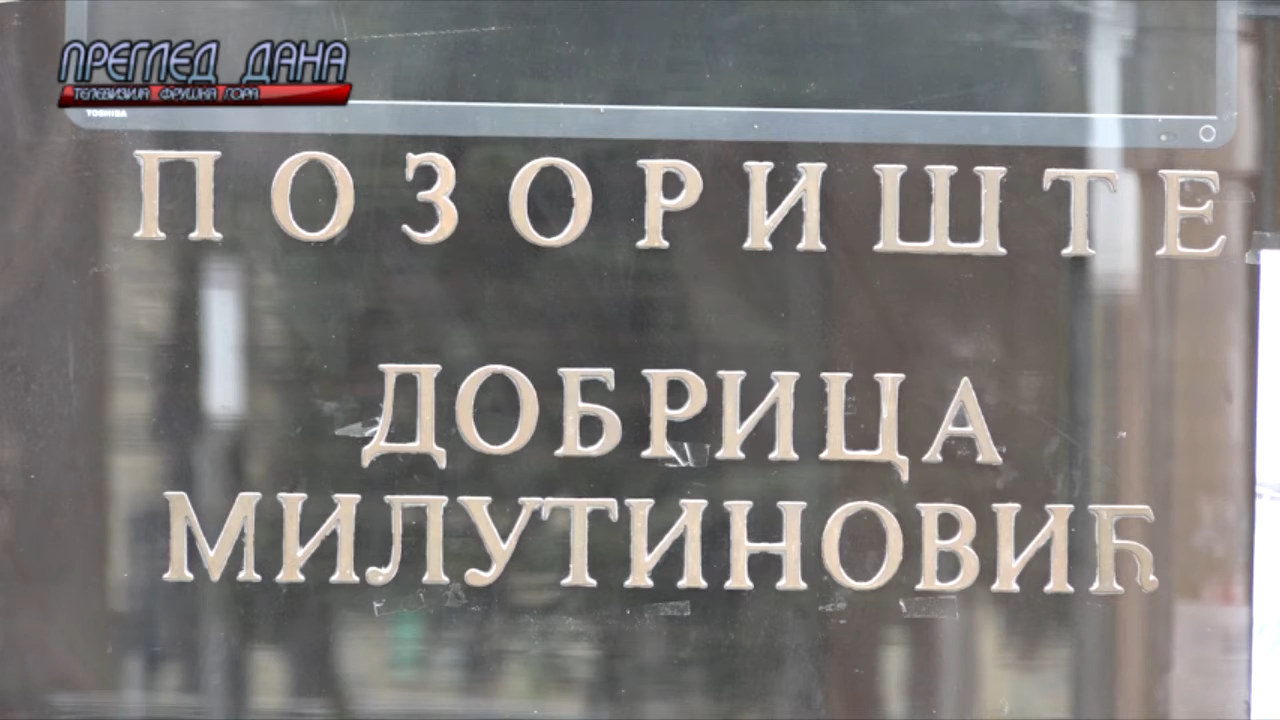 ПРЕГЛЕД ДАНА
ТЕЛЕВИЗИЈА ФРУШКА ГОРА
TOSHIBA
ПОЗОРИШТЕ
ДОБРИЦА
МИЛУТИНОВИЋ